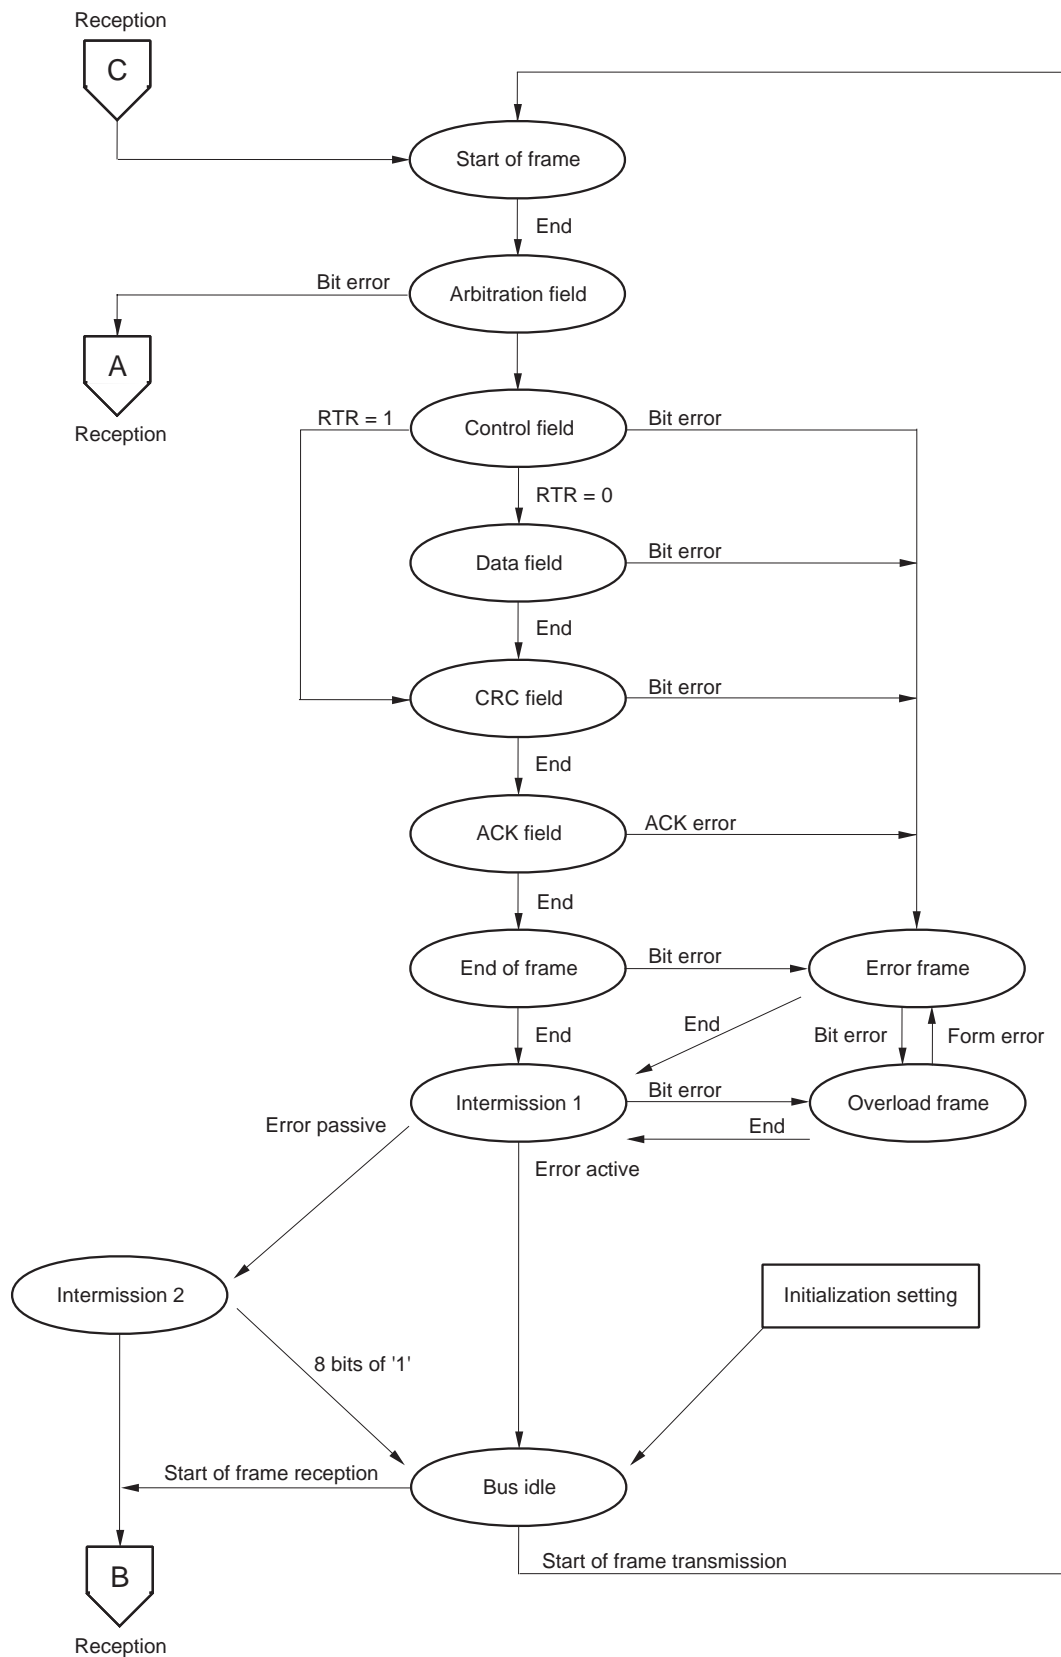 Reception
C
Start of frame
End
Bit error
Arbitration field
A
Reception
RTR = 1
Control field
Bit error
RTR = 0
Data field
Bit error
End
CRC field
Bit error
End
ACK field
ACK error
End
End of frame
Bit error
Error frame
End
End
Bit error
Form error
Intermission 1
Bit error
Overload frame
Error passive
End
Error active
Intermission 2
Initialization setting
8 bits of '1'
Start of frame reception
Bus idle
Start of frame transmission
B
Reception